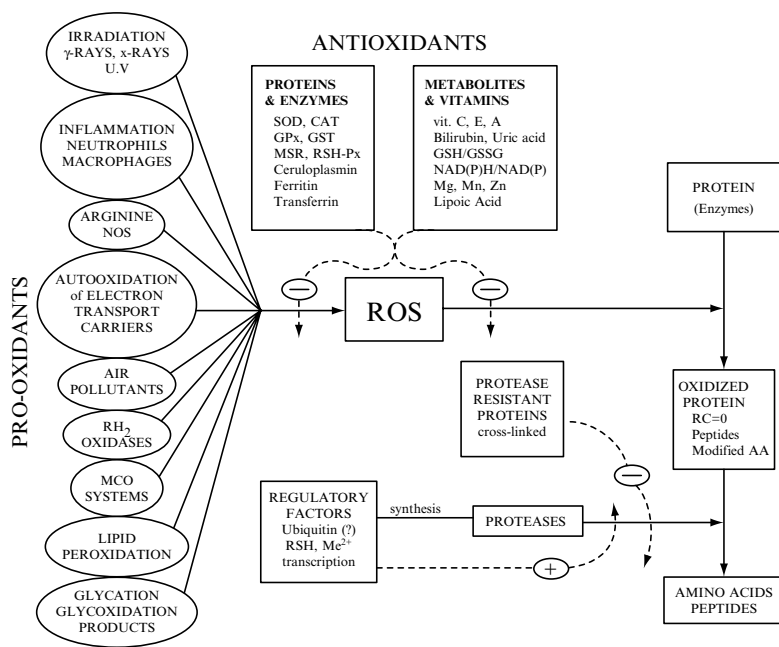 PRO-OXIDANTS
IRRADIATION
γ-RAYS, x-RAYS
U.V
INFLAMMATION
NEUTROPHILS
MACROPHAGES
ARGININE
NOS
AUTOOXIDATION
of ELECTRON
TRANSPORT
CARRIERS
AIR
POLLUTANTS
RH2
OXIDASES
MCO
SYSTEMS
LIPID
PEROXIDATION
GLYCATION
GLYCOXIDATION
PRODUCTS
ANTIOXIDANTS
PROTEINS
& ENZYMES
SOD, CAT
GPx, GST
MSR, RSH-Px
Ceruloplasmin
Ferritin
Transferrin
METABOLITES
& VITAMINS
vit. C, E, A
Bilirubin, Uric acid
GSH/GSSG
NAD(P)H/NAD(P)
Mg, Mn, Zn
Lipoic Acid
−
−
ROS
PROTEIN
(Enzymes)
PROTEASE
RESISTANT
PROTEINS
cross-linked
−
OXIDIZED
PROTEIN
RC=0
Peptides
Modified AA
REGULATORY
FACTORS
Ubiquitin (?)
RSH, Me²⁺
transcription
synthesis
PROTEASES
+
AMINO ACIDS
PEPTIDES